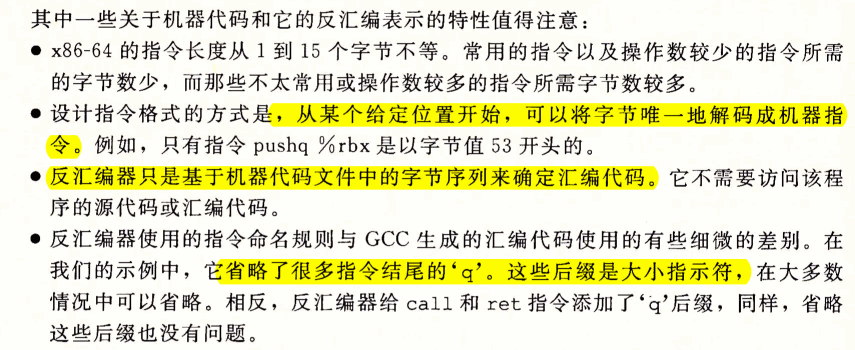 其中一些关于机器代码和它的反汇编表示的特性值得注意：
● x86-64 的指令长度从 1 到 15 个字节不等。常用的指令以及操作数较少的指令所需
的字节数少，而那些不太常用或操作数较多的指令所需字节数较多。
● 设计指令格式的方式是，从某个给定位置开始，可以将字节唯一地解码成机器指
令。例如，只有指令 pushq %rbx 是以字节值 53 开头的。
● 反汇编器只是基于机器代码文件中的字节序列来确定汇编代码。它不需要访问该程
序的源代码或汇编代码。
● 反汇编器使用的指令命名规则与 GCC 生成的汇编代码使用的有些细微的差别。在
我们的示例中，它省略了很多指令结尾的‘q’。这些后缀是大小指示符，在大多数
情况中可以省略。相反，反汇编器给 call 和 ret 指令添加了‘q’后缀，同样，省略
这些后缀也没有问题。